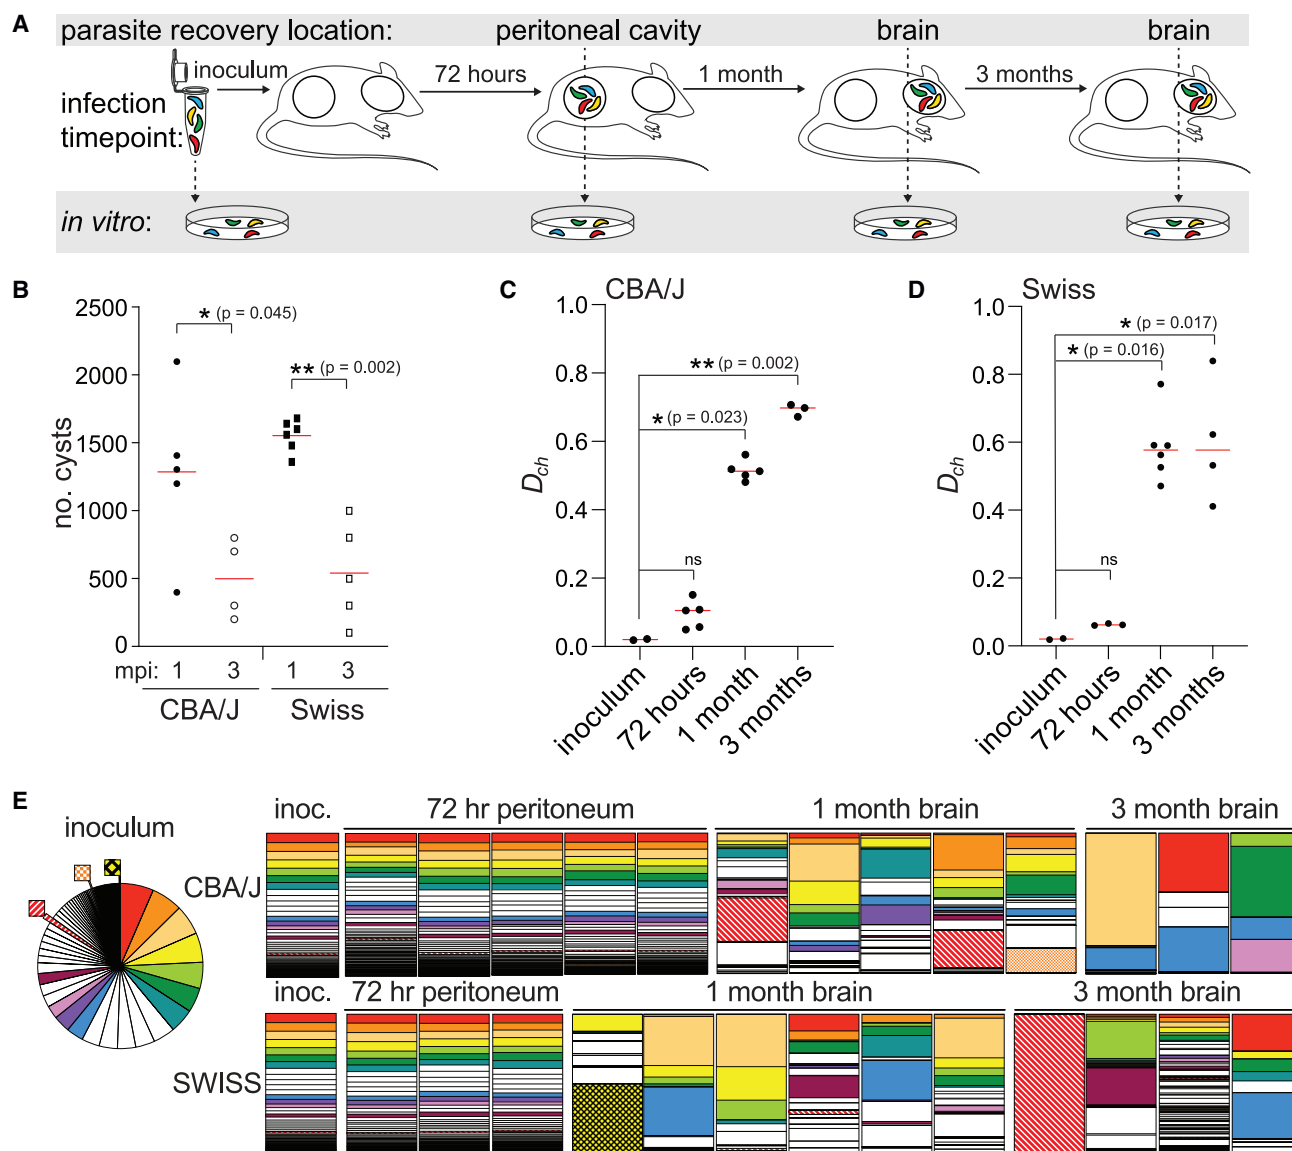 A
parasite recovery location: peritoneal cavity brain brain
inoculum 72 hours 1 month 3 months
infection
timepoint:
in vitro:
B
2500
2000
1500
1000
500
0
no. cysts
* (p = 0.045)
** (p = 0.002)
mpi: 1 3 1 3
CBA/J Swiss
C CBA/J
1.0
0.8
0.6
0.4
0.2
0.0
Dch
** (p = 0.002)
* (p = 0.023)
ns
inoculum
72 hours
1 month
3 months
D Swiss
1.0
0.8
0.6
0.4
0.2
0.0
Dch
* (p = 0.017)
* (p = 0.016)
ns
inoculum
72 hours
1 month
3 months
E
inoculum
inoc. 72 hr peritoneum 1 month brain 3 month brain
CBA/J
inoc. 72 hr peritoneum 1 month brain 3 month brain
SWISS